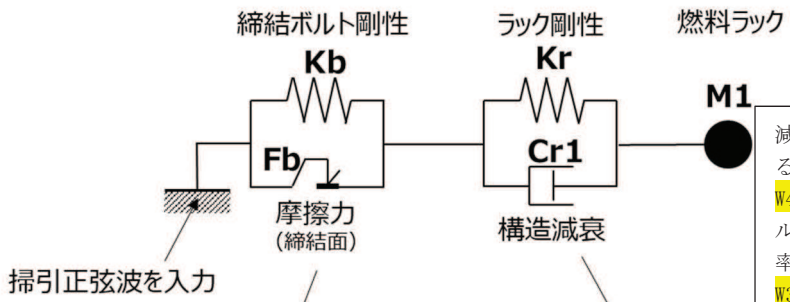 締結ボルト剛性
Kb
ラック剛性
Kr
燃料ラック
M1
Fb
摩擦力
(締結面)
Cr1
構造減衰
掃引正弦波を入力
減
る
W4
ル
率
W3